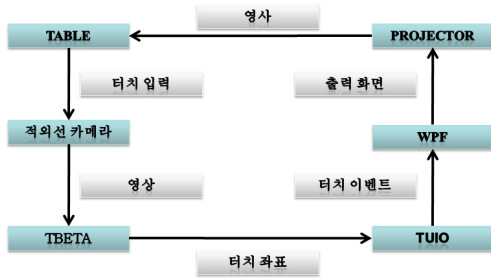 영사
TABLE
PROJECTOR
터치 입력
출력 화면
적외선 카메라
WPF
영상
터치 이벤트
TBETA
TUIO
터치 좌표